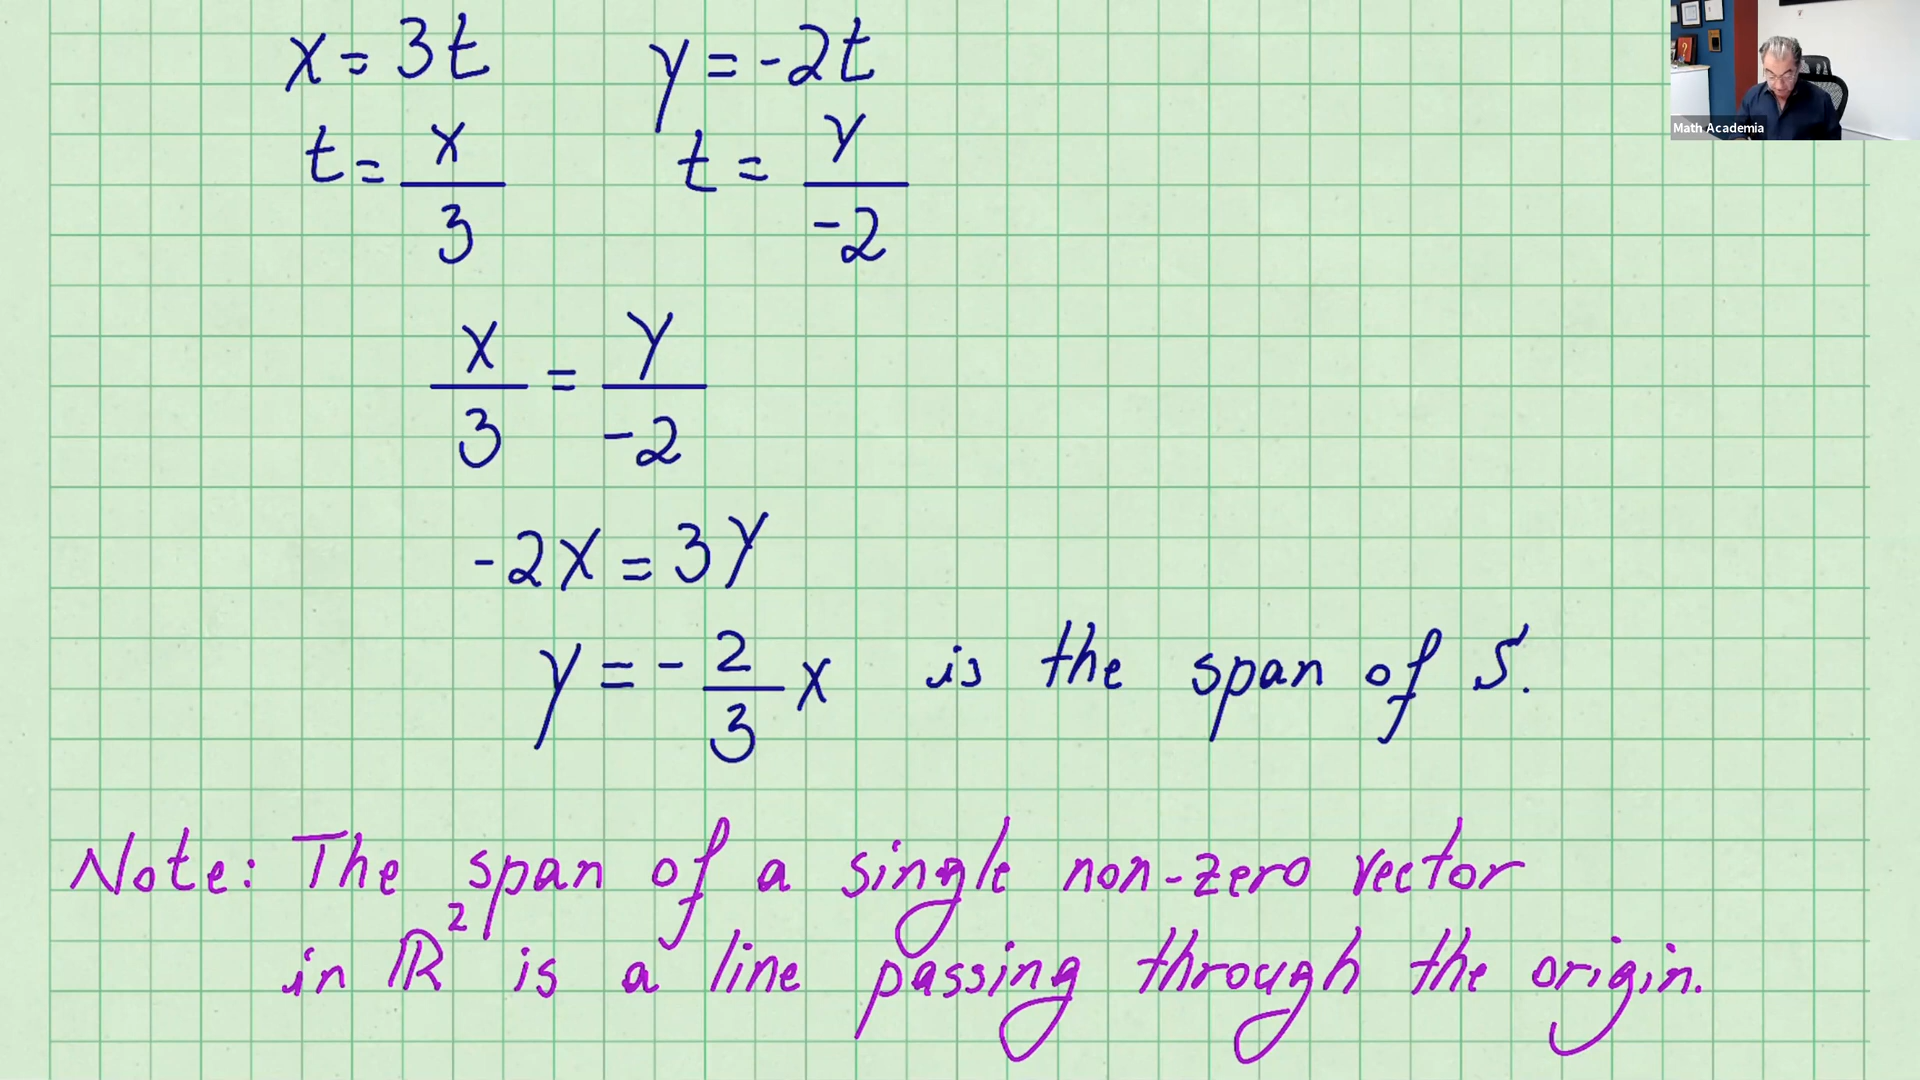 x = 3t y = -2t
Math Academia
t = x/3 t = y/-2
x/3 = y/-2
-2x = 3y
y = -2/3 x is the span of S.
Note: The span of a single non-zero vector
in ℝ² is a line passing through the origin.